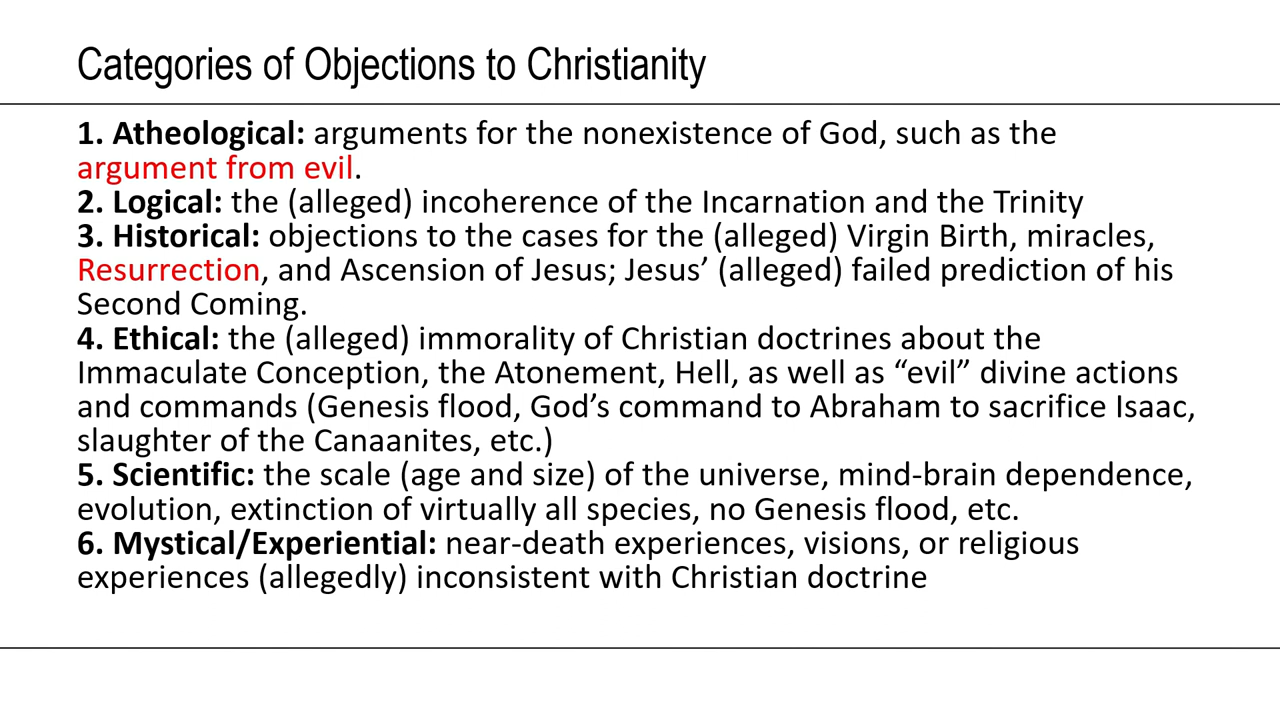 Categories of Objections to Christianity
1. Atheological: arguments for the nonexistence of God, such as the
argument from evil.
2. Logical: the (alleged) incoherence of the Incarnation and the Trinity
3. Historical: objections to the cases for the (alleged) Virgin Birth, miracles,
Resurrection, and Ascension of Jesus; Jesus’ (alleged) failed prediction of his
Second Coming.
4. Ethical: the (alleged) immorality of Christian doctrines about the
Immaculate Conception, the Atonement, Hell, as well as “evil” divine actions
and commands (Genesis flood, God’s command to Abraham to sacrifice Isaac,
slaughter of the Canaanites, etc.)
5. Scientific: the scale (age and size) of the universe, mind-brain dependence,
evolution, extinction of virtually all species, no Genesis flood, etc.
6. Mystical/Experiential: near-death experiences, visions, or religious
experiences (allegedly) inconsistent with Christian doctrine